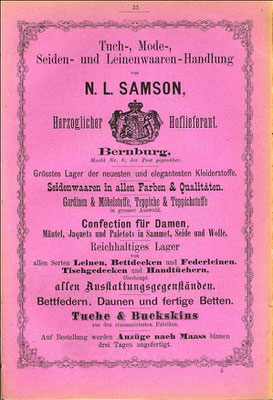 33
Tuch-, Mode-,
Seiden- und Leinenwaaren-Handlung
von
N. L. SAMSON,
Herzoglicher Hoflieferant.
Bernburg,
Markt Nr. 6, der Post gegenüber.
Grösstes Lager der neuesten und elegantesten Kleiderstoffe.
Seidenwaaren in allen Farben & Qualitäten.
Gardinen & Möbelstoffe, Teppiche & Teppichstoffe
in grosser Auswahl.
Confection für Damen,
Mäntel, Jaquets und Paletots in Sammet, Seide und Wolle.
Reichhaltiges Lager
von
allen Sorten Leinen, Bettdecken und Federleinen.
Tischgedecken und Handtüchern,
überhaupt
allen Ausstattungsgegenständen.
Bettfedern, Daunen und fertige Betten.
Tuche & Buckskins
aus den renommirtesten Fabriken.
Auf Bestellung werden Anzüge nach Maass binnen
drei Tagen angefertigt.